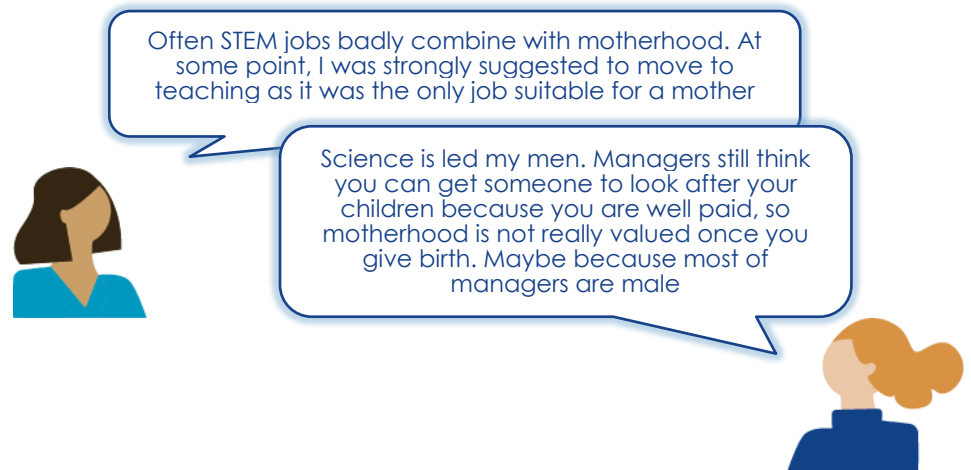 Often STEM jobs badly combine with motherhood. At
some point, I was strongly suggested to move to
teaching as it was the only job suitable for a mother
Science is led my men. Managers still think
you can get someone to look after your
children because you are well paid, so
motherhood is not really valued once you
give birth. Maybe because most of
managers are male